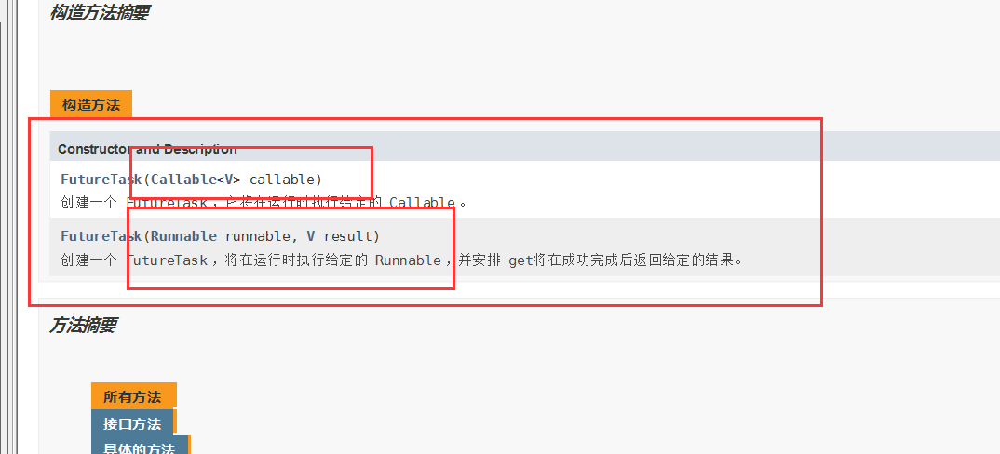 构造方法摘要
构造方法
Constructor and Description
FutureTask(Callable<V> callable)
创建一个 FutureTask ，它将在运行时执行给定的 Callable 。
FutureTask(Runnable runnable, V result)
创建一个 FutureTask ，将在运行时执行给定的 Runnable ，并安排 get将在成功完成后返回给定的结果。
方法摘要
所有方法
接口方法
具体的方法